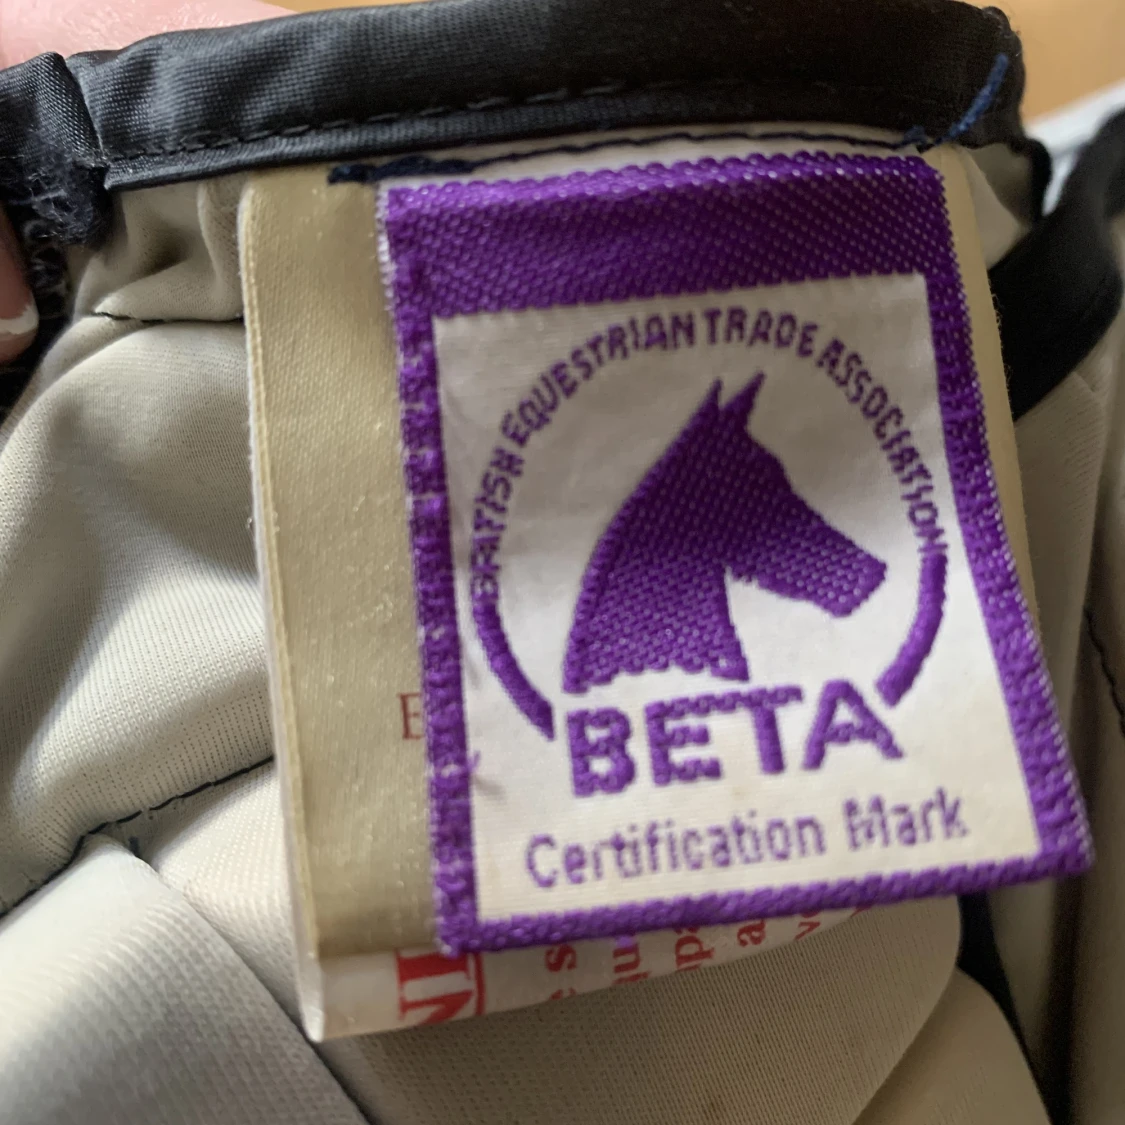 BRITISH EQUESTRIAN TRADE ASSOCIATION
BETA
Certification Mark